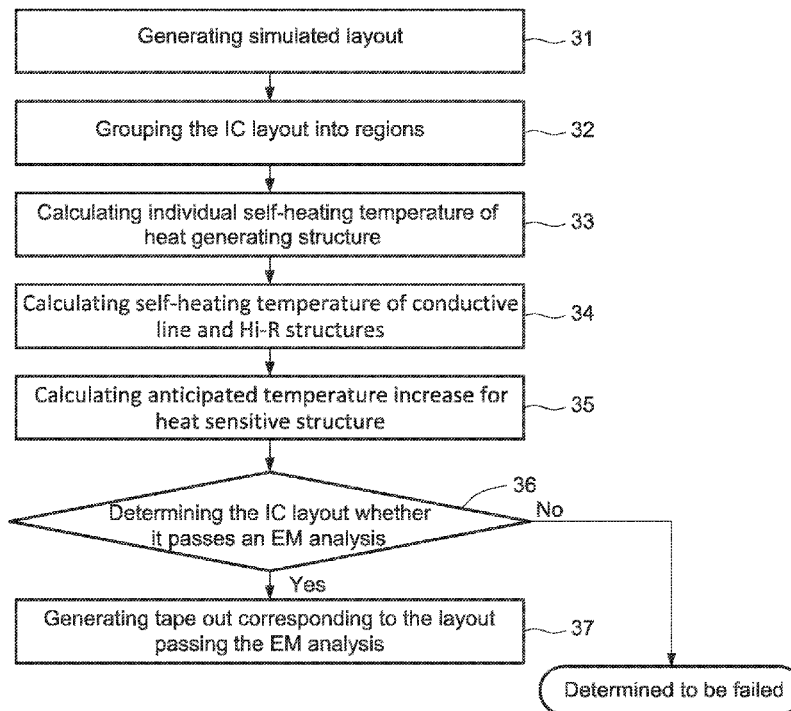 Generating simulated layout
31
Grouping the IC layout into regions
32
Calculating individual self-heating temperature of
heat generating structure
33
Calculating self-heating temperature of conductive
line and Hi-R structures
34
Calculating anticipated temperature increase for
heat sensitive structure
35
36
Determining the IC layout whether
it passes an EM analysis
No
Yes
Generating tape out corresponding to the layout
passing the EM analysis
37
Determined to be failed